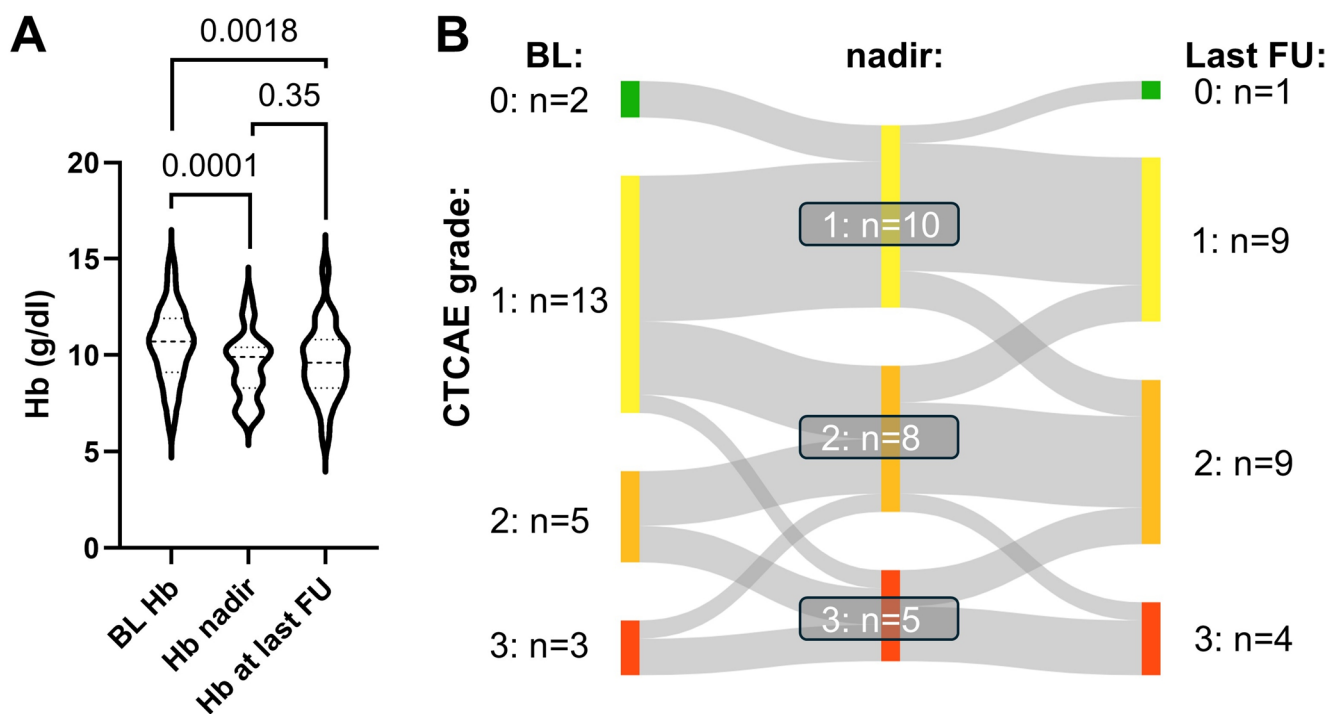 A
0.0018
0.35
0.0001
20
15
10
5
0
Hb (g/dl)
BL Hb
Hb nadir
Hb at last FU
B
BL:
nadir:
Last FU:
CTCAE grade:
0: n=2
1: n=13
2: n=5
3: n=3
1: n=10
2: n=8
3: n=5
0: n=1
1: n=9
2: n=9
3: n=4